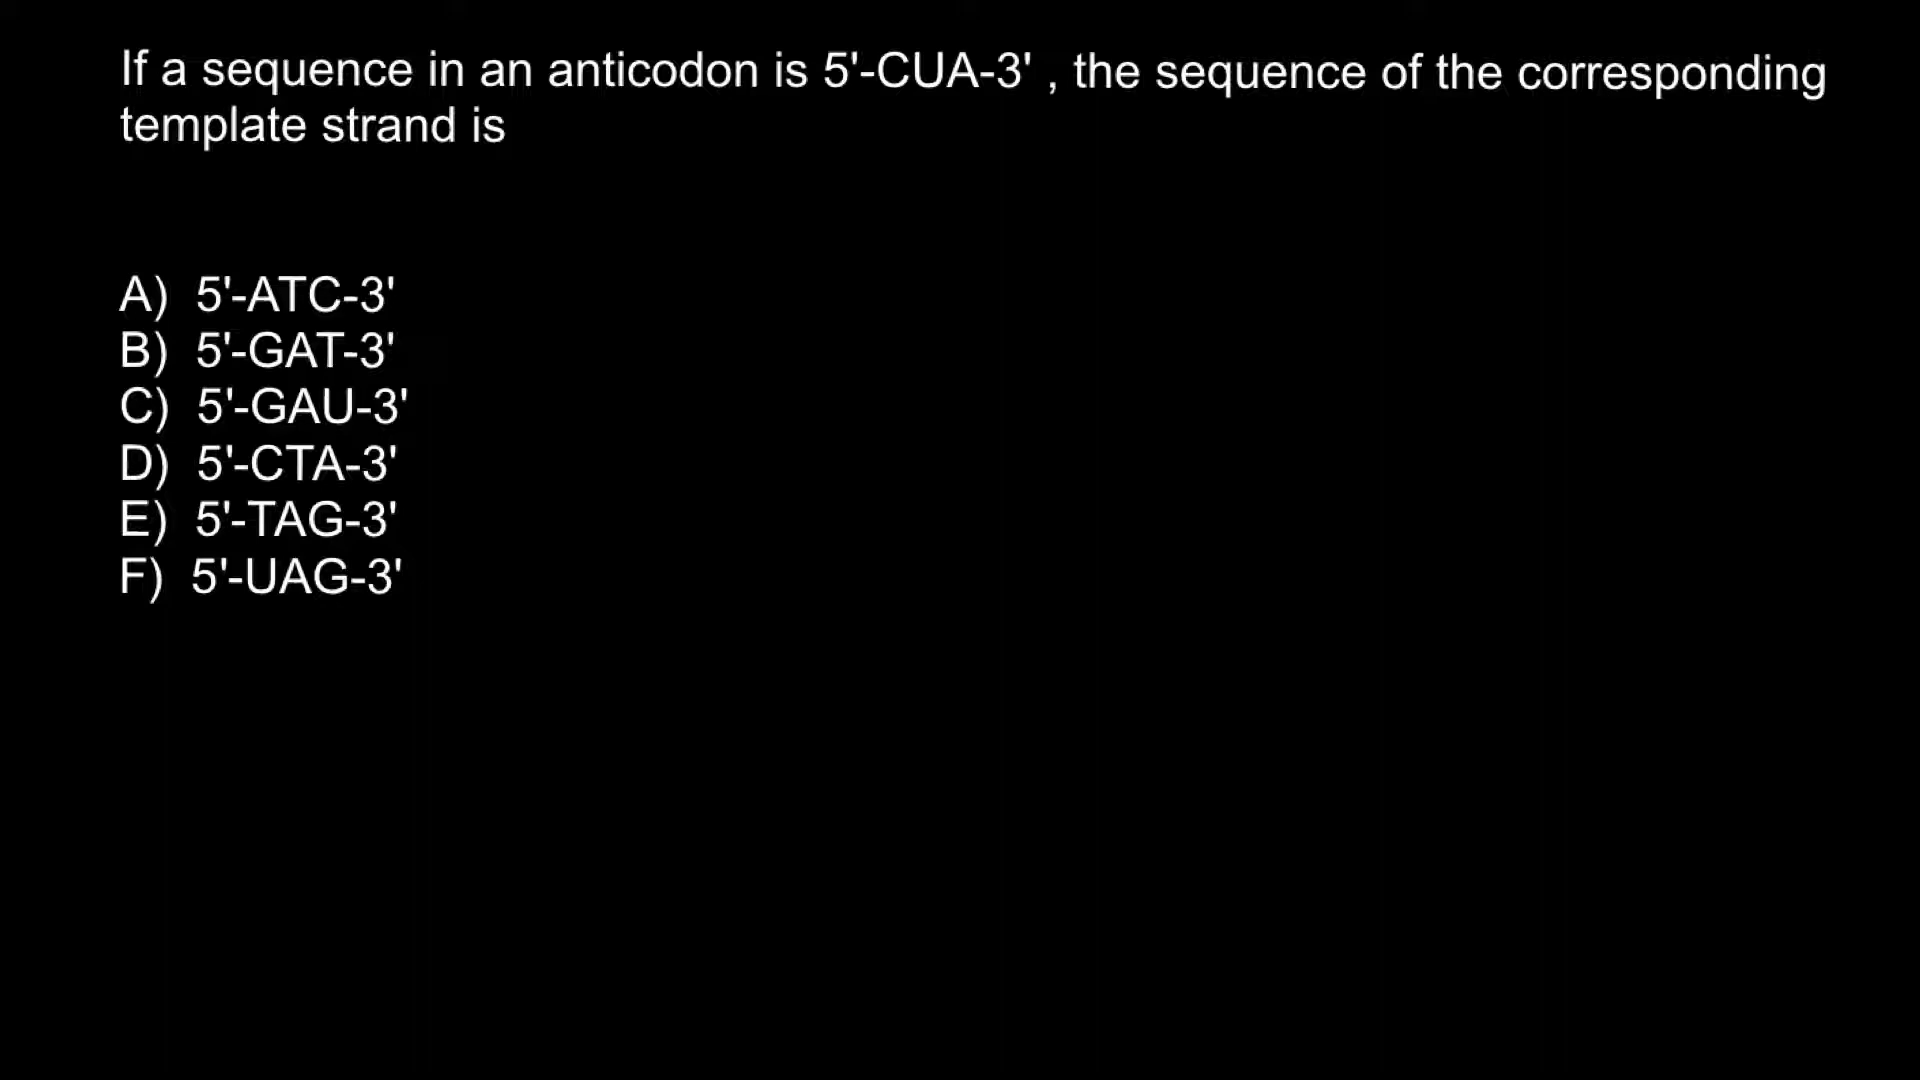 If a sequence in an anticodon is 5'-CUA-3' , the sequence of the corresponding
template strand is
A) 5'-ATC-3'
B) 5'-GAT-3'
C) 5'-GAU-3'
D) 5'-CTA-3'
E) 5'-TAG-3'
F) 5'-UAG-3'